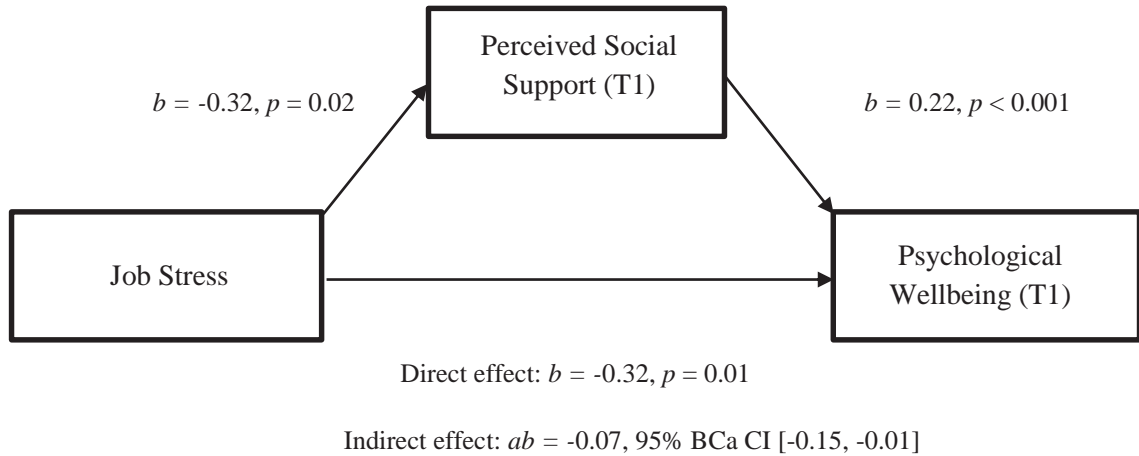 Perceived Social
Support (T1)
b = -0.32, p = 0.02
b = 0.22, p < 0.001
Job Stress
Psychological
Wellbeing (T1)
Direct effect: b = -0.32, p = 0.01
Indirect effect: ab = -0.07, 95% BCa CI [-0.15, -0.01]